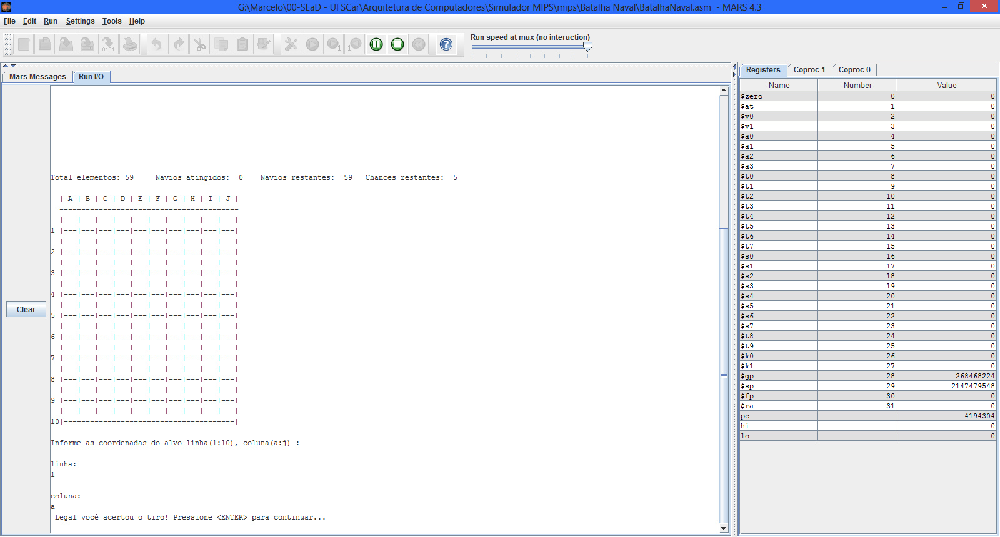 G:\Marcelo\00-SEaD - UFSCar\Arquitetura de Computadores\Simulador MIPS\mips\Batalha Naval\BatalhaNaval.asm - MARS 4.3
File Edit Run Settings Tools Help
Run speed at max (no interaction)
Mars Messages Run I/O
Clear
Total elementos: 59 Navios atingidos: 0 Navios restantes: 59 Chances restantes: 5
|-A-|-B-|-C-|-D-|-E-|-F-|-G-|-H-|-I-|-J-|
-----------------------------------------
| | | | | | | | | | |
1 |---|---|---|---|---|---|---|---|---|---|
| | | | | | | | | | |
2 |---|---|---|---|---|---|---|---|---|---|
| | | | | | | | | | |
3 |---|---|---|---|---|---|---|---|---|---|
| | | | | | | | | | |
4 |---|---|---|---|---|---|---|---|---|---|
| | | | | | | | | | |
5 |---|---|---|---|---|---|---|---|---|---|
| | | | | | | | | | |
6 |---|---|---|---|---|---|---|---|---|---|
| | | | | | | | | | |
7 |---|---|---|---|---|---|---|---|---|---|
| | | | | | | | | | |
8 |---|---|---|---|---|---|---|---|---|---|
| | | | | | | | | | |
9 |---|---|---|---|---|---|---|---|---|---|
| | | | | | | | | | |
10|---------------------------------------|
Informe as coordenadas do alvo linha(1:10), coluna(a:j) :
linha:
1
coluna:
a
Legal você acertou o tiro! Pressione <ENTER> para continuar...
Registers Coproc 1 Coproc 0
Name Number Value
$zero 0 0
$at 1 0
$v0 2 0
$v1 3 0
$a0 4 0
$a1 5 0
$a2 6 0
$a3 7 0
$t0 8 0
$t1 9 0
$t2 10 0
$t3 11 0
$t4 12 0
$t5 13 0
$t6 14 0
$t7 15 0
$s0 16 0
$s1 17 0
$s2 18 0
$s3 19 0
$s4 20 0
$s5 21 0
$s6 22 0
$s7 23 0
$t8 24 0
$t9 25 0
$k0 26 0
$k1 27 0
$gp 28 268468224
$sp 29 2147479548
$fp 30 0
$ra 31 0
pc 4194304
hi 0
lo 0